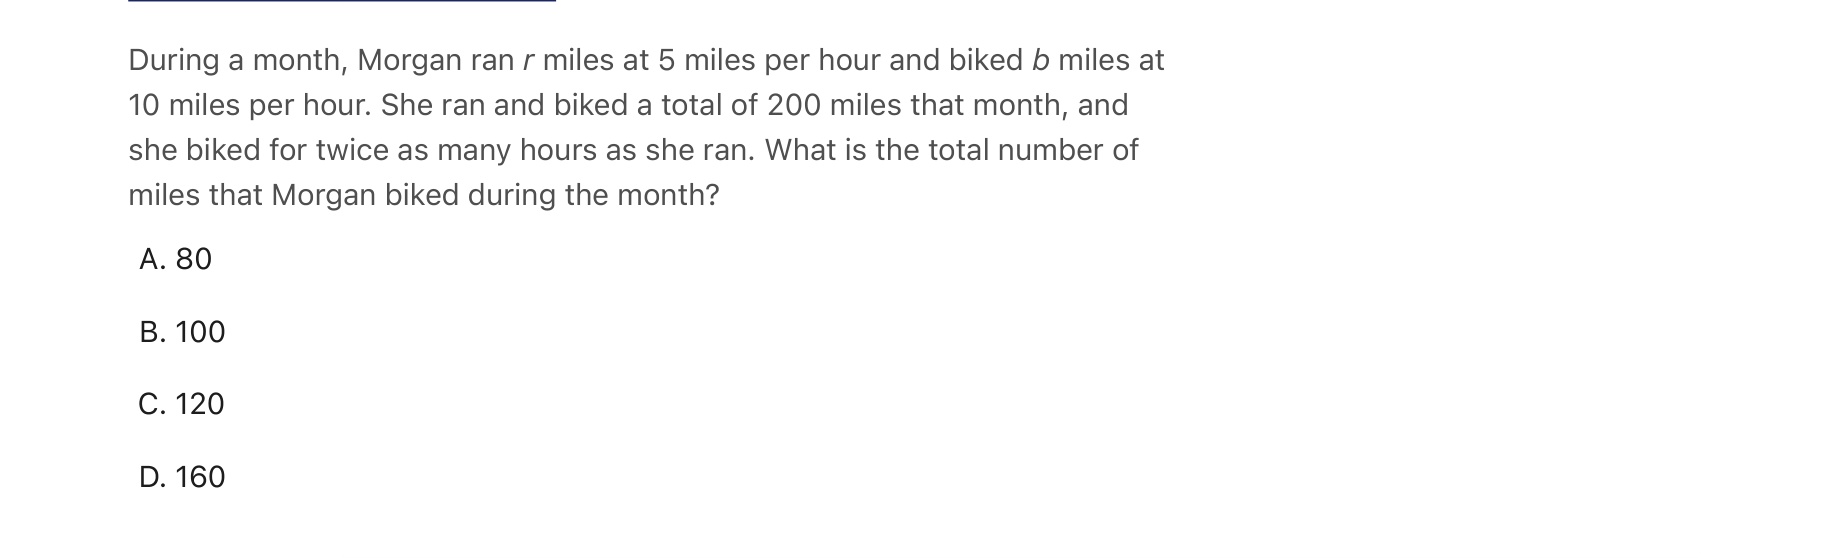 During a month, Morgan ran r miles at 5 miles per hour and biked b miles at
10 miles per hour. She ran and biked a total of 200 miles that month, and
she biked for twice as many hours as she ran. What is the total number of
miles that Morgan biked during the month?
A. 80
B. 100
C. 120
D. 160